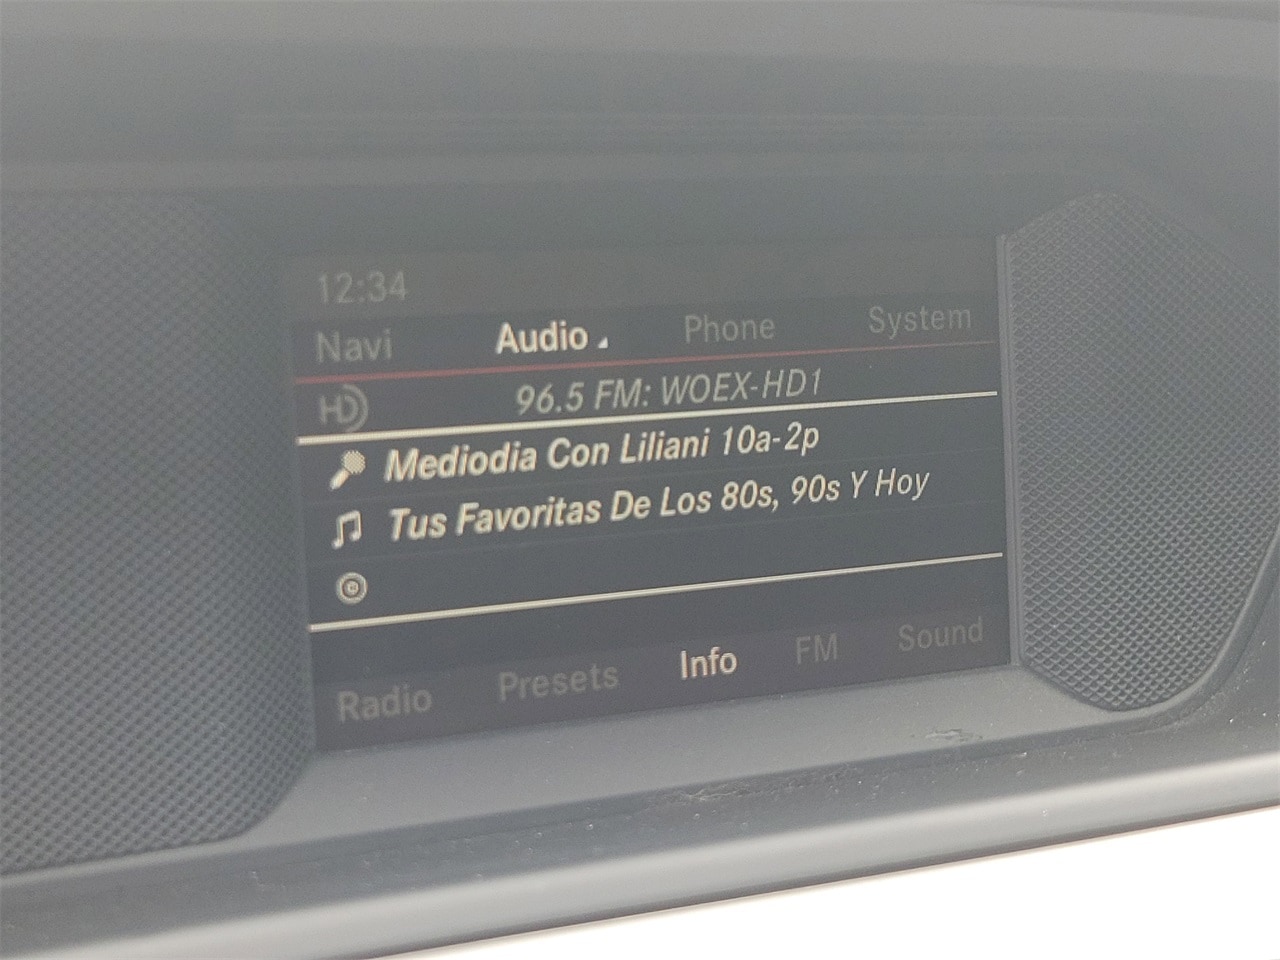 12:34
Navi Audio Phone System
HD 96.5 FM: WOEX-HD1
Mediodia Con Liliani 10a-2p
Tus Favoritas De Los 80s, 90s Y Hoy
Radio Presets Info FM Sound